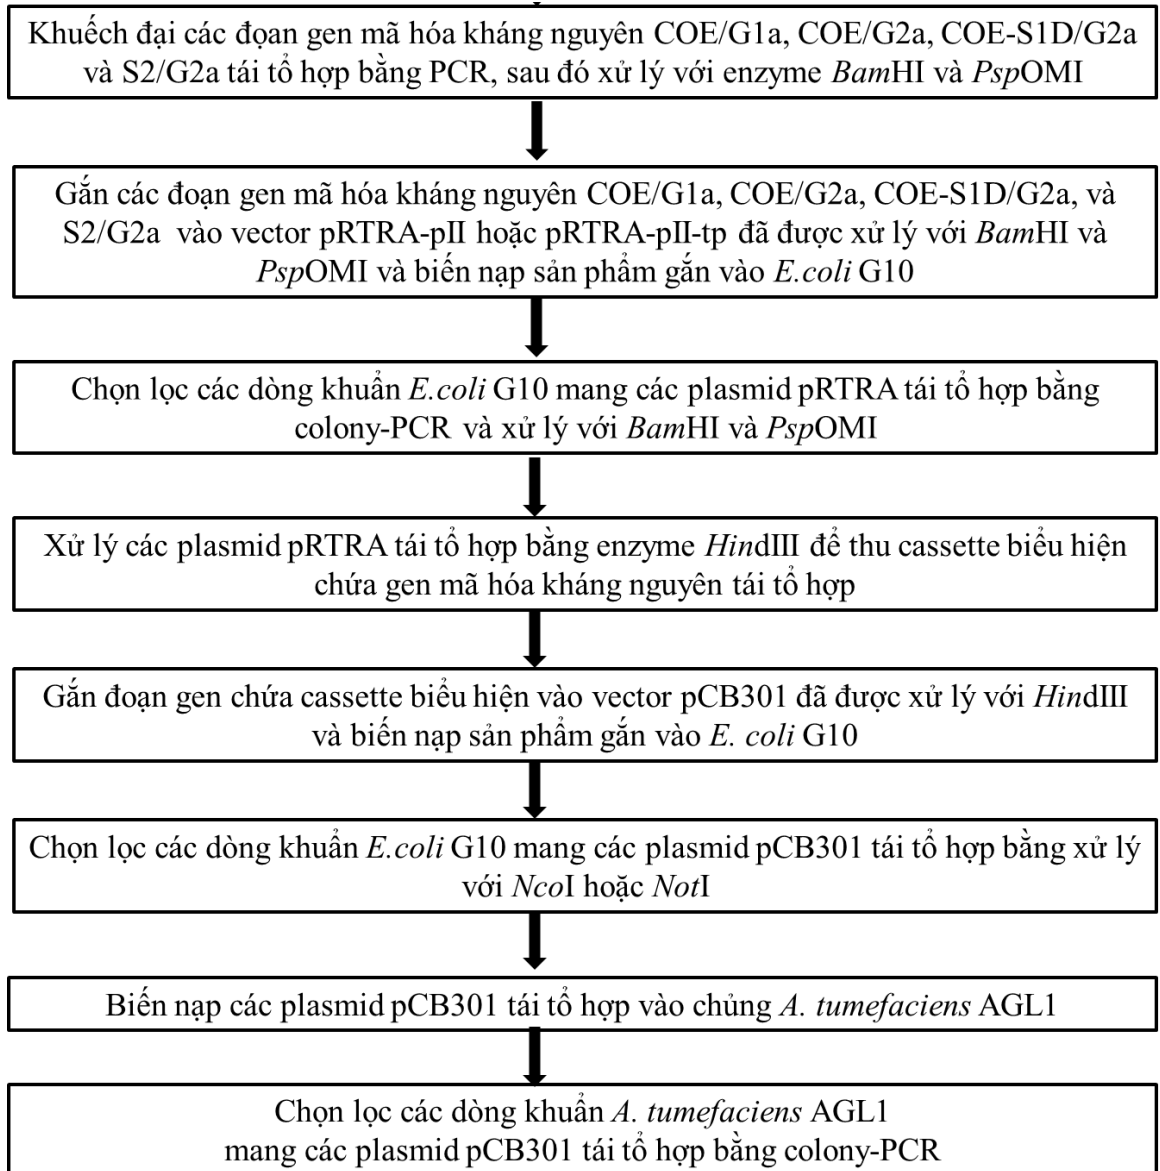 Khuếch đại các đọan gen mã hóa kháng nguyên COE/G1a, COE/G2a, COE-S1D/G2a
và S2/G2a tái tổ hợp bằng PCR, sau đó xử lý với enzyme BamHI và PspOMI
Gắn các đoạn gen mã hóa kháng nguyên COE/G1a, COE/G2a, COE-S1D/G2a, và
S2/G2a vào vector pRTRA-pII hoặc pRTRA-pII-tp đã được xử lý với BamHI và
PspOMI và biến nạp sản phẩm gắn vào E.coli G10
Chọn lọc các dòng khuẩn E.coli G10 mang các plasmid pRTRA tái tổ hợp bằng
colony-PCR và xử lý với BamHI và PspOMI
Xử lý các plasmid pRTRA tái tổ hợp bằng enzyme HindIII để thu cassette biểu hiện
chứa gen mã hóa kháng nguyên tái tổ hợp
Gắn đoạn gen chứa cassette biểu hiện vào vector pCB301 đã được xử lý với HindIII
và biến nạp sản phẩm gắn vào E. coli G10
Chọn lọc các dòng khuẩn E.coli G10 mang các plasmid pCB301 tái tổ hợp bằng xử lý
với NcoI hoặc NotI
Biến nạp các plasmid pCB301 tái tổ hợp vào chủng A. tumefaciens AGL1
Chọn lọc các dòng khuẩn A. tumefaciens AGL1
mang các plasmid pCB301 tái tổ hợp bằng colony-PCR